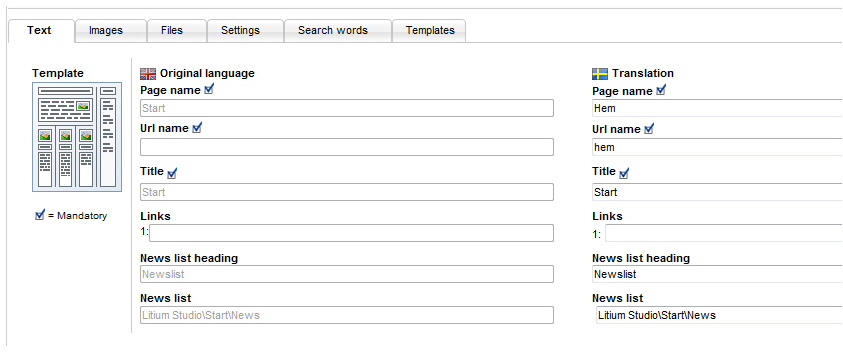 Text Images Files Settings Search words Templates
Template
= Mandatory
Original language
Page name
Start
Url name
Title
Start
Links
1:
News list heading
Newslist
News list
Litium Studio\Start\News
Translation
Page name
Hem
Url name
hem
Title
Start
Links
1:
News list heading
Newslist
News list
Litium Studio\Start\News